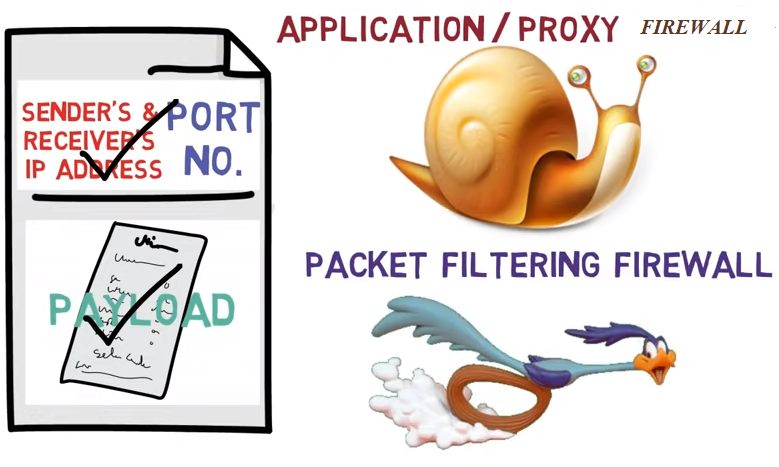 APPLICATION / PROXY FIREWALL
SENDER'S &
RECEIVER'S
IP ADDRESS
PORT
NO.
PAYLOAD
PACKET FILTERING FIREWALL